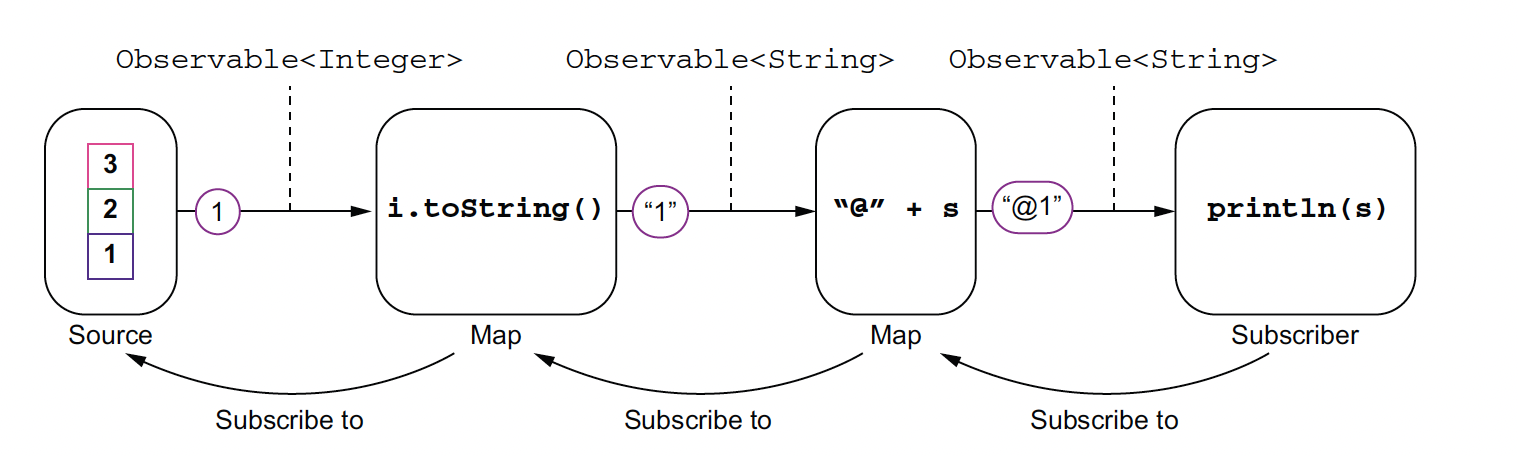 Observable<Integer>
Observable<String>
Observable<String>
3
2
1
1
i.toString()
“1”
“@” + s
“@1”
println(s)
Source
Map
Map
Subscriber
Subscribe to
Subscribe to
Subscribe to